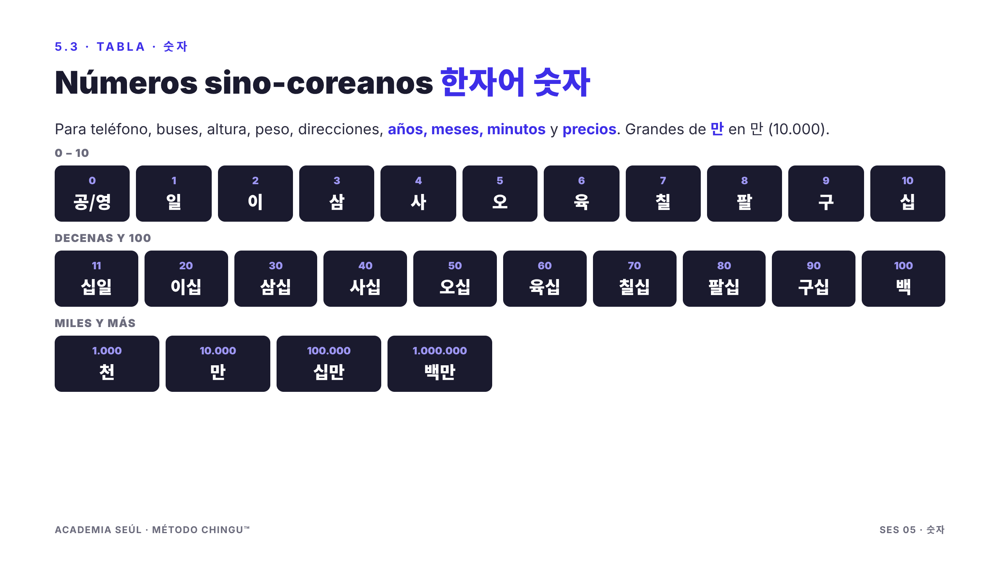 5.3 · TABLA · 숫자
Números sino-coreanos 한자어 숫자
Para teléfono, buses, altura, peso, direcciones, años, meses, minutos y precios. Grandes de 만 en 만 (10.000).
0 – 10
0 1 2 3 4 5 6 7 8 9 10
공/영 일 이 삼 사 오 육 칠 팔 구 십
DECENAS Y 100
11 20 30 40 50 60 70 80 90 100
십일 이십 삼십 사십 오십 육십 칠십 팔십 구십 백
MILES Y MÁS
1.000 10.000 100.000 1.000.000
천 만 십만 백만
ACADEMIA SEÚL · MÉTODO CHINGU™
SES 05 · 숫자